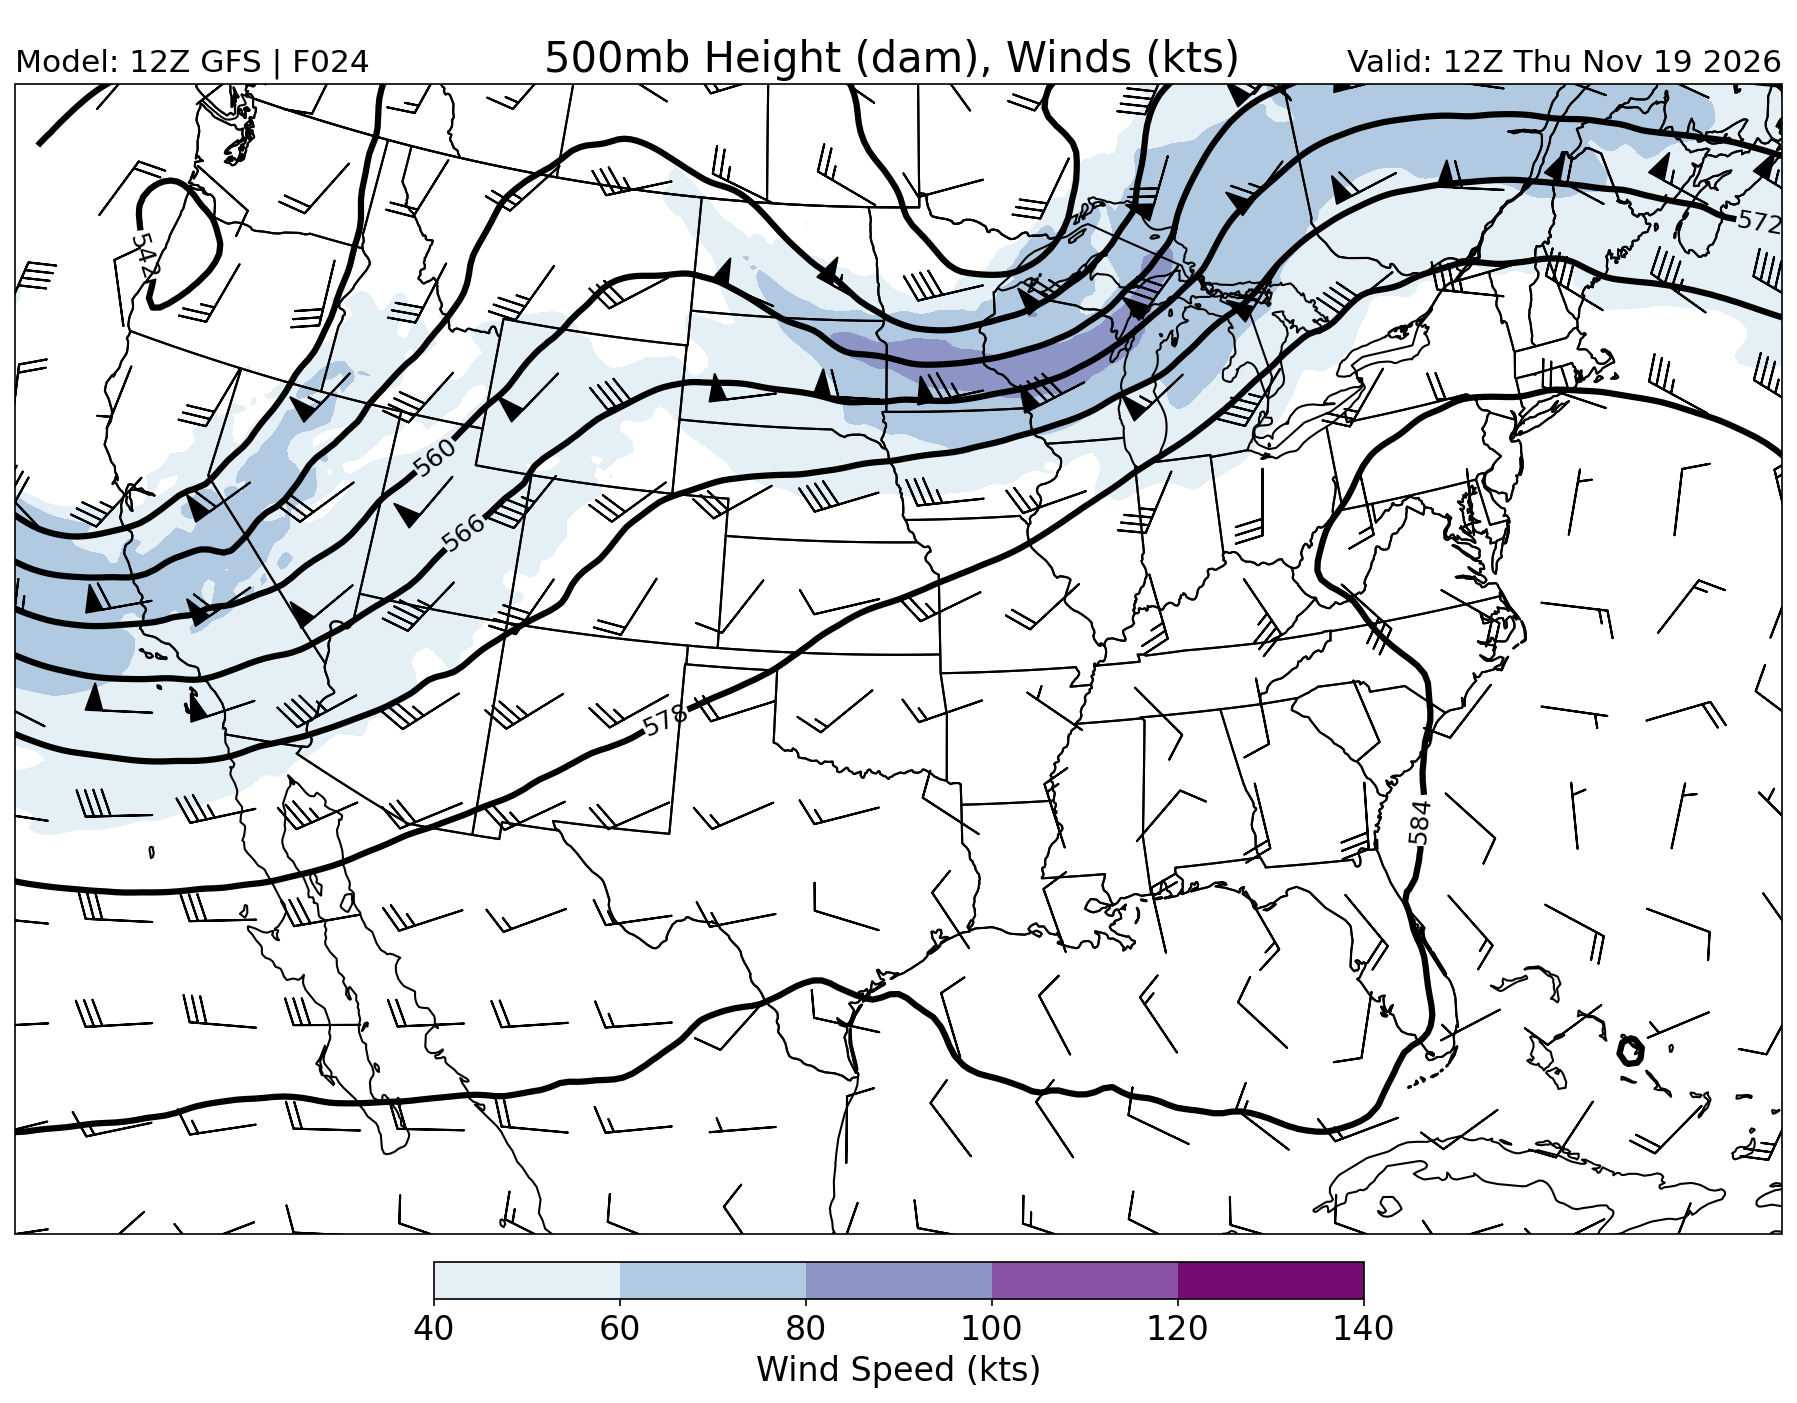 Model: 12Z GFS | F024
500mb Height (dam), Winds (kts)
Valid: 12Z Thu Nov 19 2026
572
542
560
566
578
584
40 60 80 100 120 140
Wind Speed (kts)